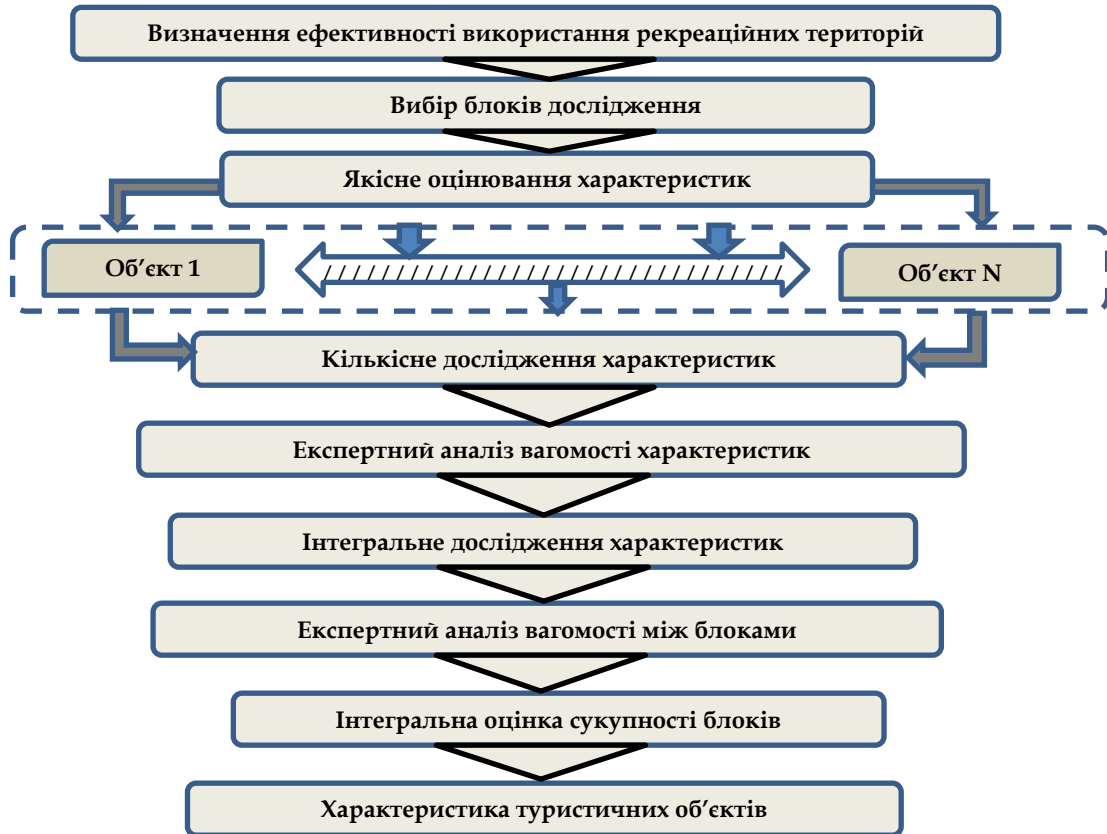 Визначення ефективності використання рекреаційних територій
Вибір блоків дослідження
Якісне оцінювання характеристик
Об’єкт 1
Об’єкт N
Кількісне дослідження характеристик
Експертний аналіз вагомості характеристик
Інтегральне дослідження характеристик
Експертний аналіз вагомості між блоками
Інтегральна оцінка сукупності блоків
Характеристика туристичних об’єктів